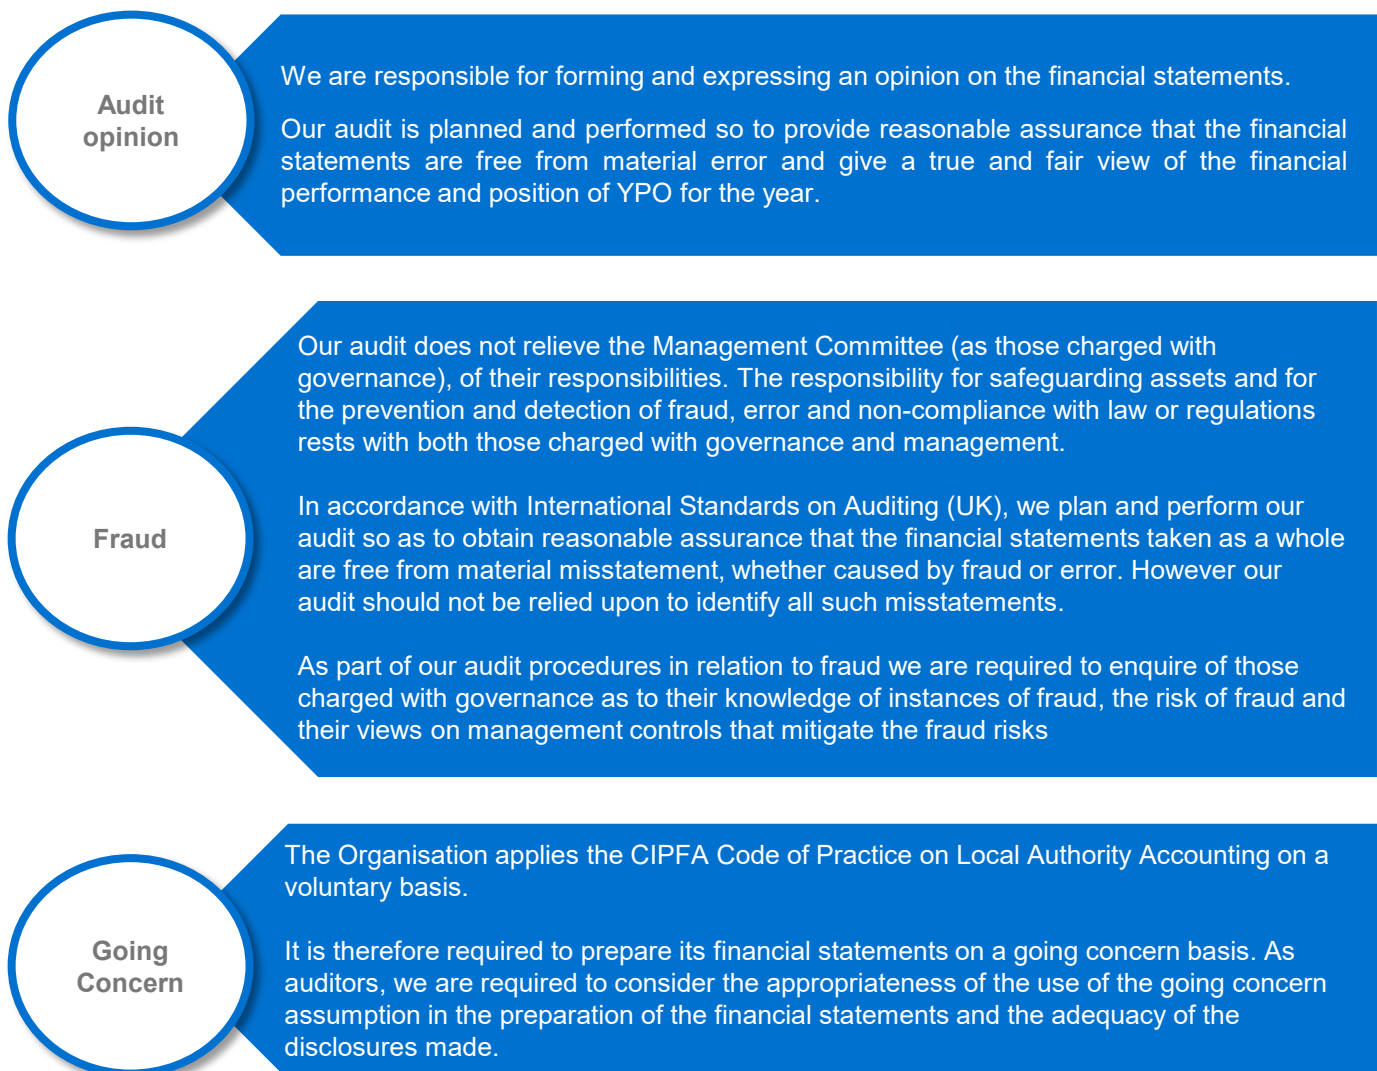 Audit
opinion
We are responsible for forming and expressing an opinion on the financial statements.
Our audit is planned and performed so to provide reasonable assurance that the financial
statements are free from material error and give a true and fair view of the financial
performance and position of YPO for the year.
Fraud
Our audit does not relieve the Management Committee (as those charged with
governance), of their responsibilities. The responsibility for safeguarding assets and for
the prevention and detection of fraud, error and non-compliance with law or regulations
rests with both those charged with governance and management.
In accordance with International Standards on Auditing (UK), we plan and perform our
audit so as to obtain reasonable assurance that the financial statements taken as a whole
are free from material misstatement, whether caused by fraud or error. However our
audit should not be relied upon to identify all such misstatements.
As part of our audit procedures in relation to fraud we are required to enquire of those
charged with governance as to their knowledge of instances of fraud, the risk of fraud and
their views on management controls that mitigate the fraud risks
Going
Concern
The Organisation applies the CIPFA Code of Practice on Local Authority Accounting on a
voluntary basis.
It is therefore required to prepare its financial statements on a going concern basis. As
auditors, we are required to consider the appropriateness of the use of the going concern
assumption in the preparation of the financial statements and the adequacy of the
disclosures made.